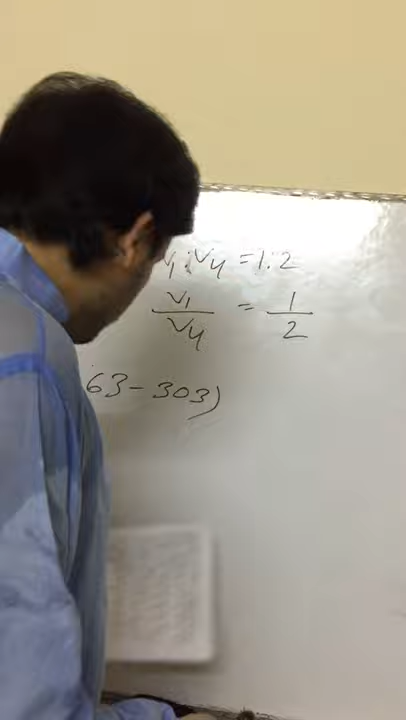 V₁:V₄ = 1:2
V₁/V₄ = 1/2
63 - 303)